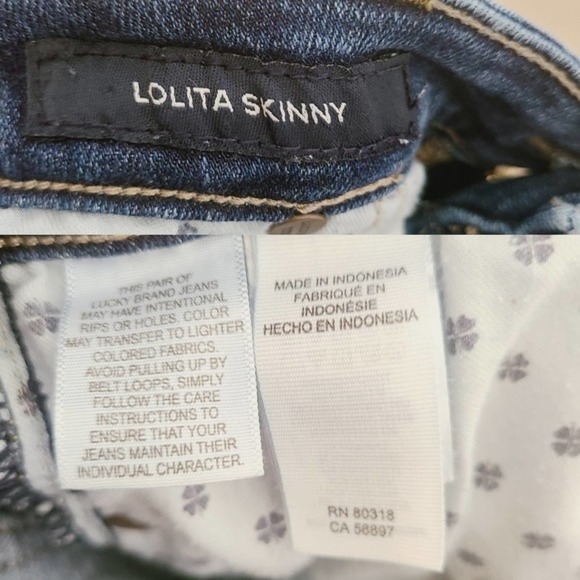 LOLITA SKINNY
THIS PAIR OF
LUCKY BRAND JEANS
MAY HAVE INTENTIONAL
RIPS OR HOLES. COLOR
MAY TRANSFER TO LIGHTER
COLORED FABRICS.
AVOID PULLING UP BY
BELT LOOPS, SIMPLY
FOLLOW THE CARE
INSTRUCTIONS TO
ENSURE THAT YOUR
JEANS MAINTAIN THEIR
INDIVIDUAL CHARACTER.
MADE IN INDONESIA
FABRIQUÉ EN
INDONÉSIE
HECHO EN INDONESIA
RN 80318
CA 56897